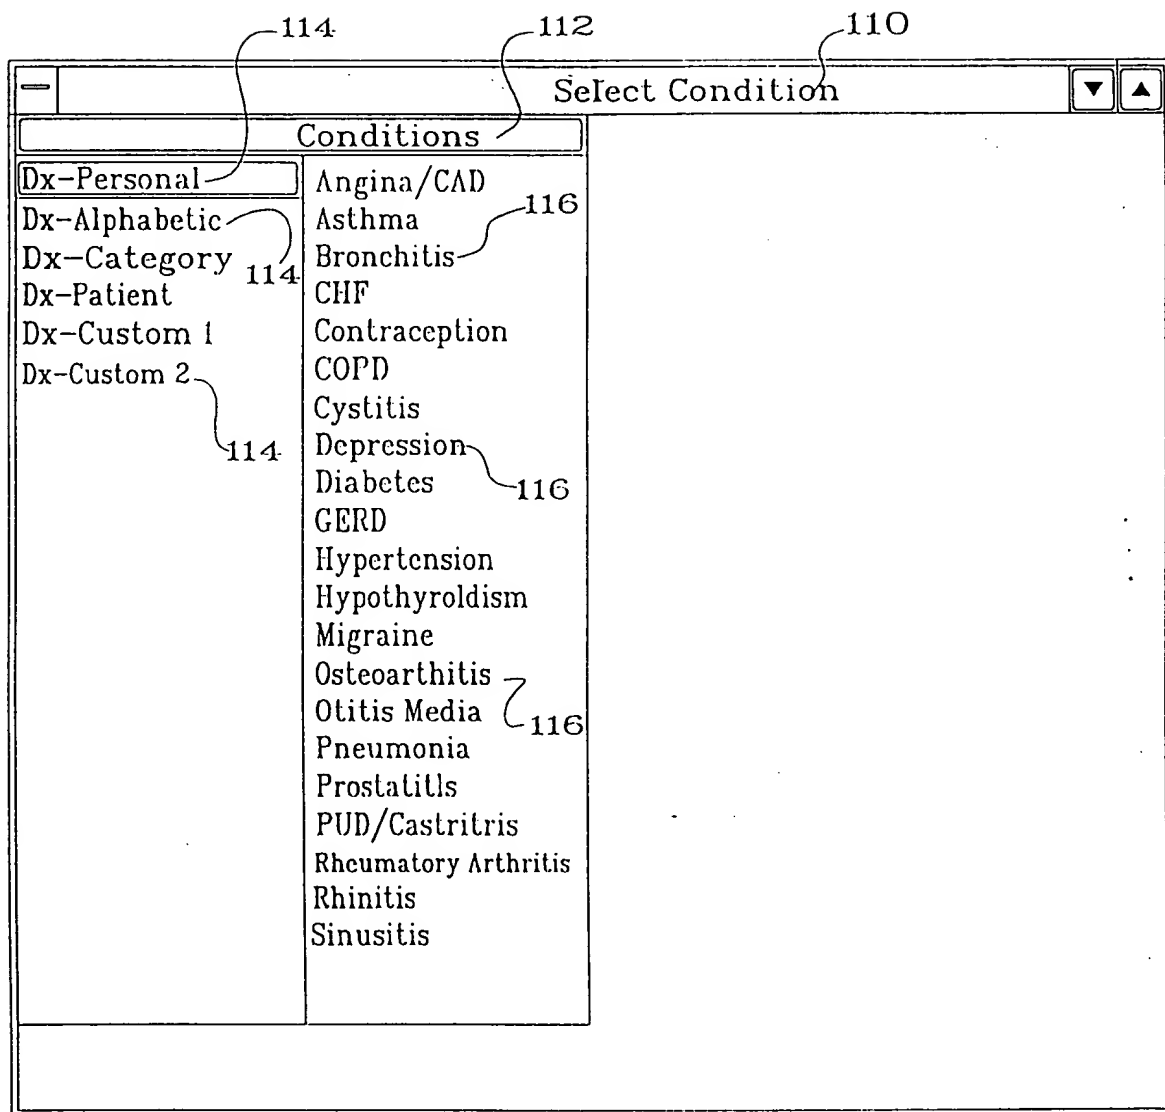 114 112 110
Select Condition
Conditions
Dx-Personal
Dx-Alphabetic
114
Dx-Category
Dx-Patient
Dx-Custom 1
Dx-Custom 2
114
Angina/CAD
116
Asthma
Bronchitis
CHF
Contraception
COPD
Cystitis
Depression
Diabetes
116
GERD
Hypertension
Hypothyroldism
Migraine
Osteoarthitis
Otitis Media
116
Pneumonia
Prostatitls
PUD/Castritris
Rheumatory Arthritis
Rhinitis
Sinusitis